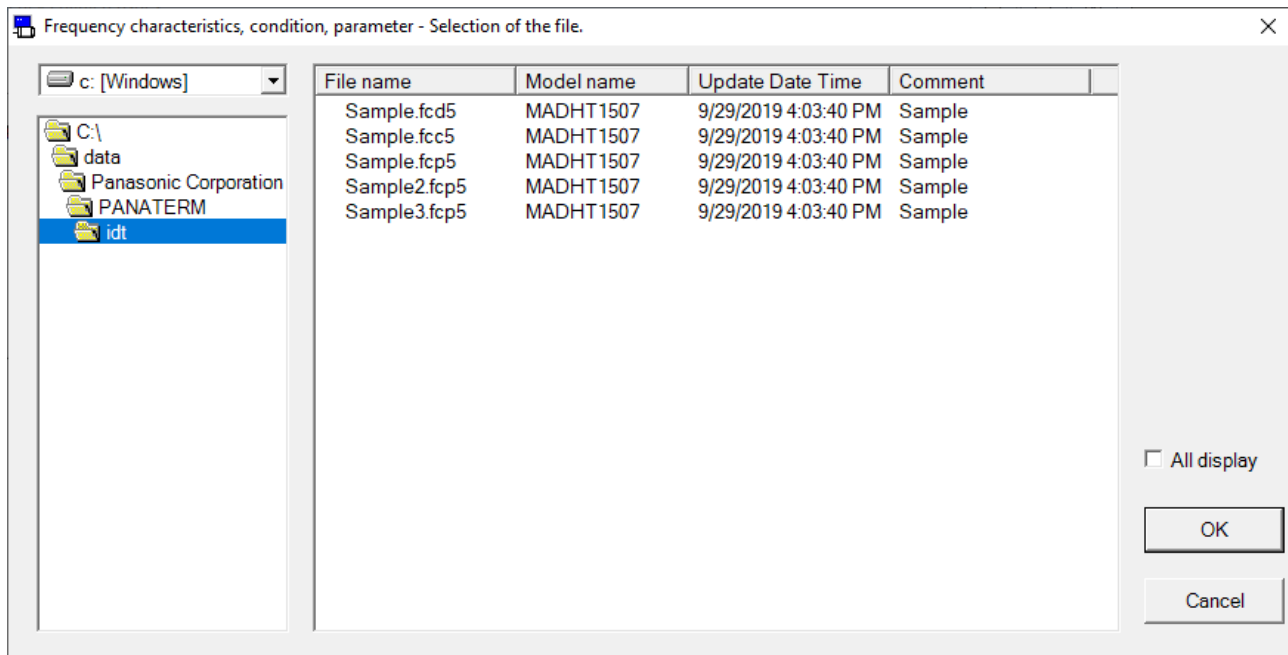 Frequency characteristics, condition, parameter - Selection of the file.
c: [Windows]
C:\
data
Panasonic Corporation
PANATERM
idt
File name Model name Update Date Time Comment
Sample.fcd5 MADHT1507 9/29/2019 4:03:40 PM Sample
Sample.fcc5 MADHT1507 9/29/2019 4:03:40 PM Sample
Sample.fcp5 MADHT1507 9/29/2019 4:03:40 PM Sample
Sample2.fcp5 MADHT1507 9/29/2019 4:03:40 PM Sample
Sample3.fcp5 MADHT1507 9/29/2019 4:03:40 PM Sample
All display
OK
Cancel